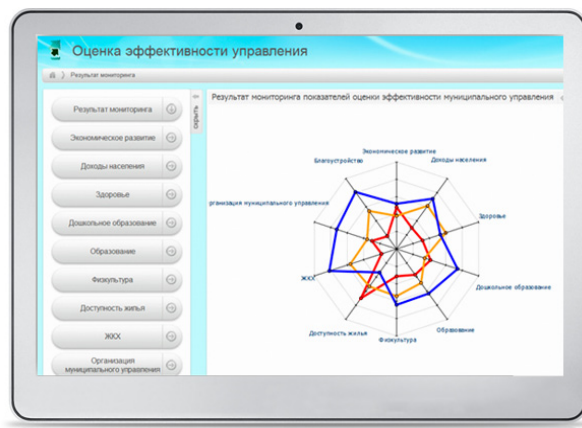 Оценка эффективности управления
Результат мониторинга
скрыть
Результат мониторинга
Экономическое развитие
Доходы населения
Здоровье
Дошкольное образование
Образование
Физкультура
Доступность жилья
ЖКХ
Организация
муниципального управления
Результат мониторинга показателей оценки эффективности муниципального управления
Экономическое развитие
Благоустройство
Доходы населения
рганизация муниципального управления
Здоровье
ЖКХ
Дошкольное образование
Доступность жилья
Образование
Физкультура